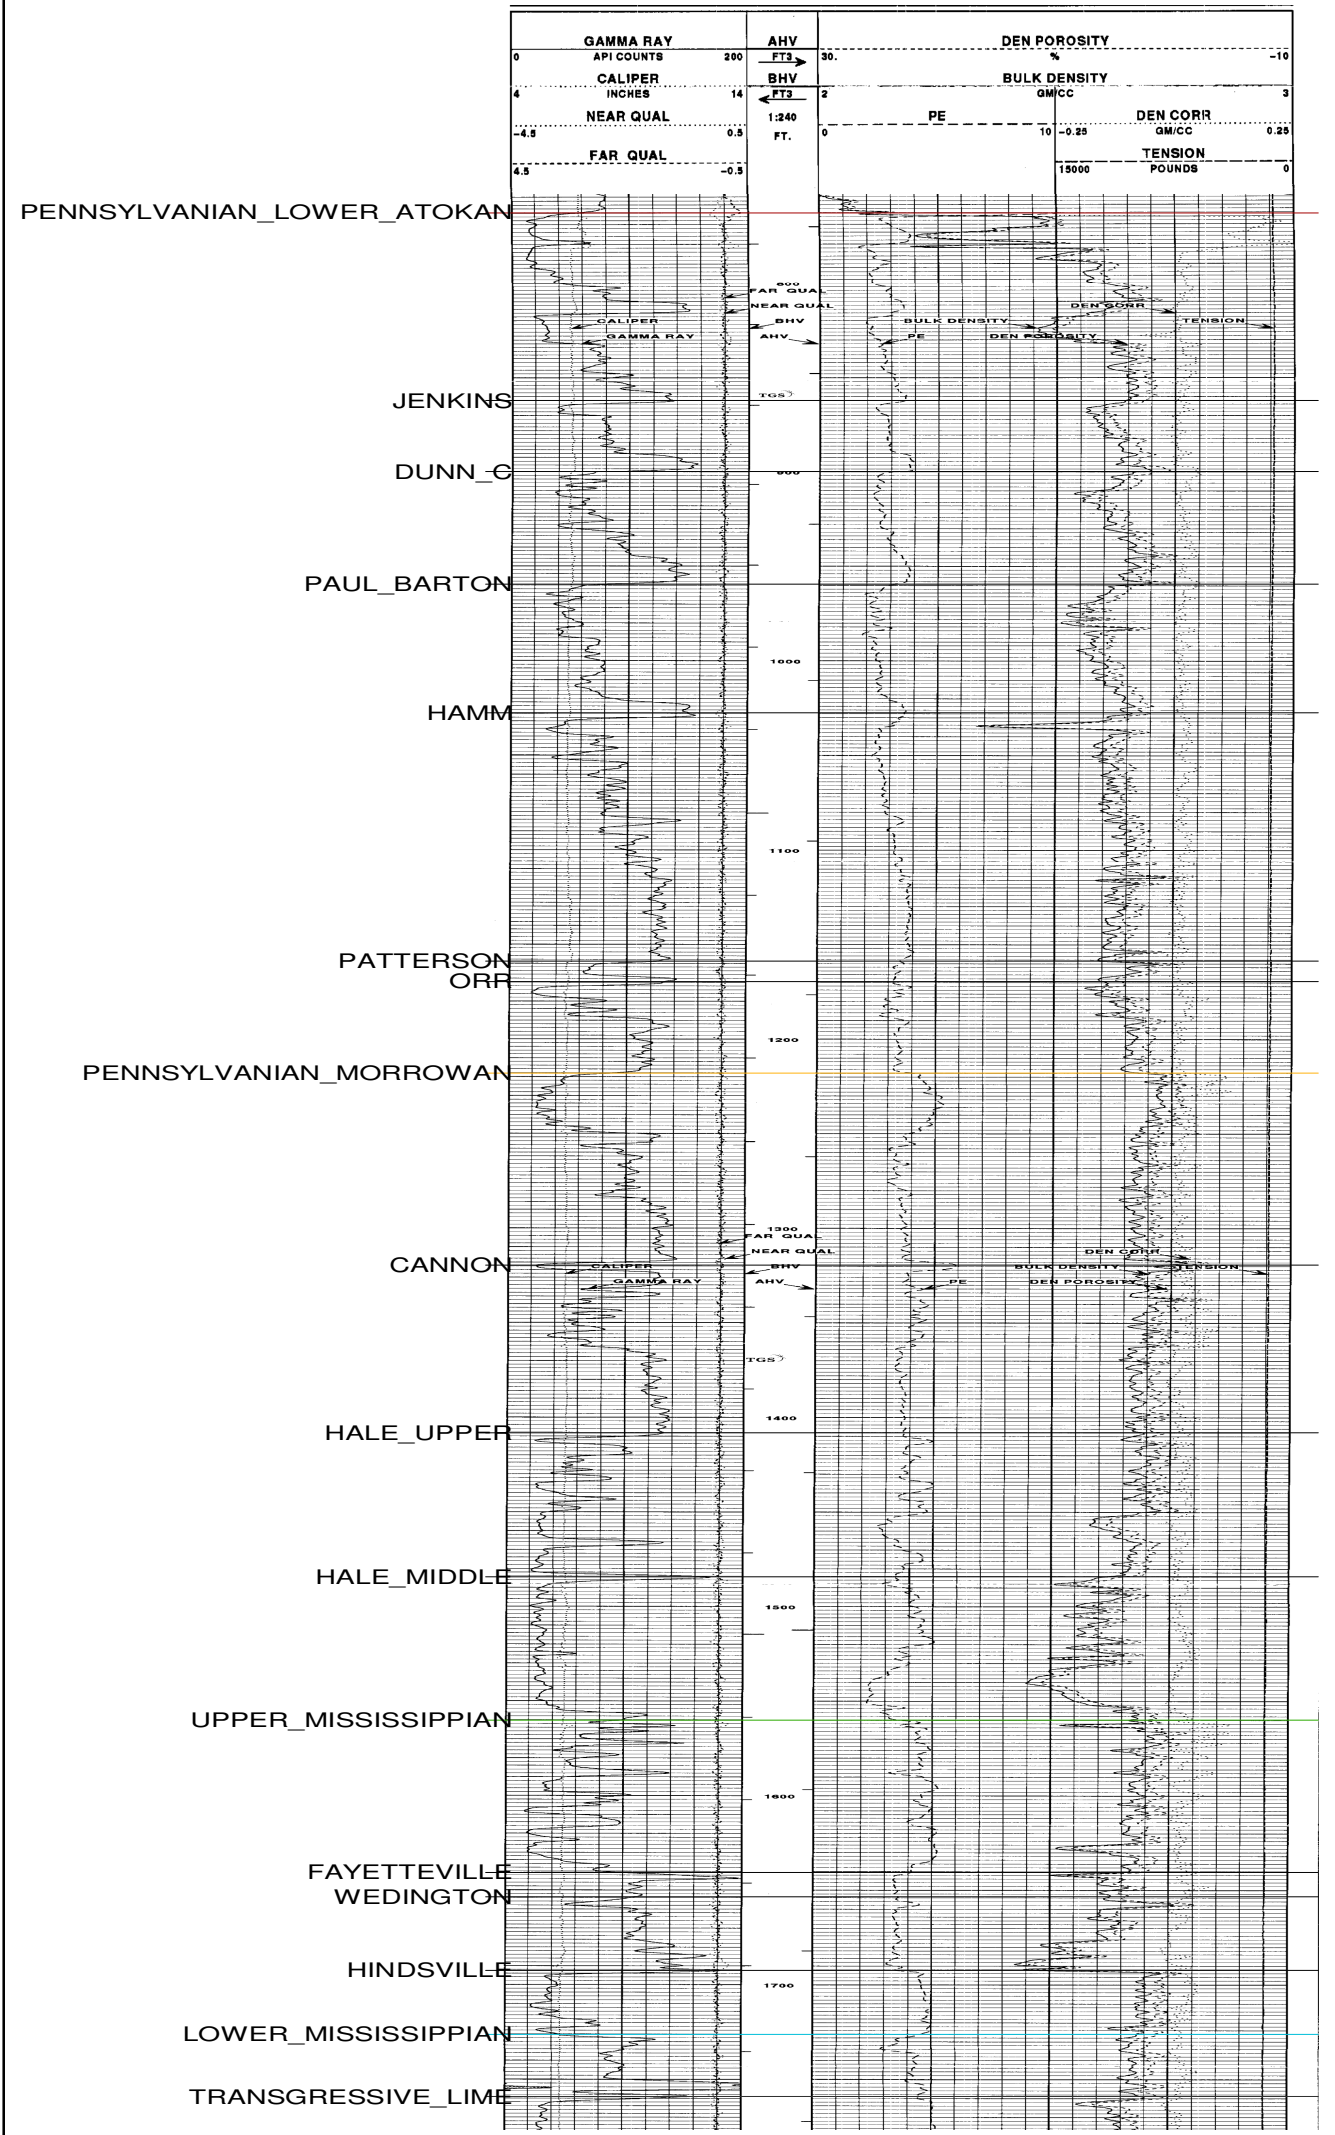 GAMMA RAY AHV DEN POROSITY
0 API COUNTS 200 FT3 30. % -10
CALIPER BHV BULK DENSITY
4 INCHES 14 FT3 2 GM/CC 3
NEAR QUAL 1:240 PE DEN CORR
-4.5 0.5 FT. 0 10 -0.25 GM/CC 0.25
FAR QUAL TENSION
4.5 -0.5 15000 POUNDS 0
PENNSYLVANIAN_LOWER_ATOKAN
800
FAR QUAL
NEAR QUAL DEN CORR
CALIPER BHV BULK DENSITY TENSION
GAMMA RAY AHV PE DEN POROSITY
JENKINS TGS
DUNN_C 900
PAUL_BARTON
1000
HAMM
1100
PATTERSON
ORR
1200
PENNSYLVANIAN_MORROWAN
1300
FAR QUAL
NEAR QUAL DEN CORR
CANNON CALIPER BHV BULK DENSITY TENSION
GAMMA RAY AHV PE DEN POROSITY
TGS
1400
HALE_UPPER
HALE_MIDDLE
1500
UPPER_MISSISSIPPIAN
1600
FAYETTEVILLE
WEDINGTON
HINDSVILLE
1700
LOWER_MISSISSIPPIAN
TRANSGRESSIVE_LIME